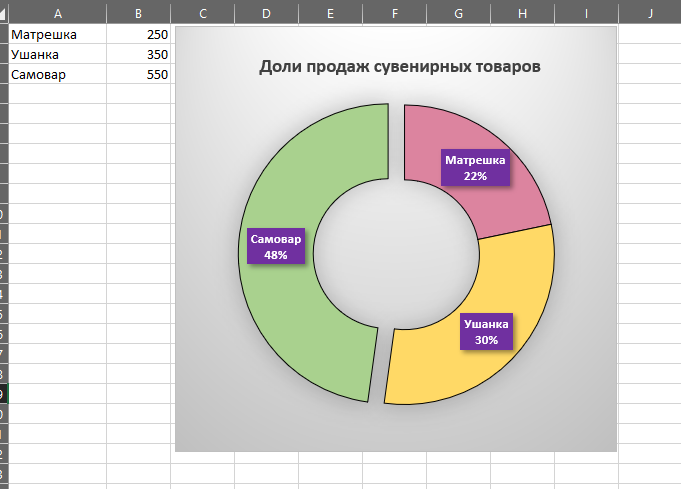 A B C D E F G H I J
Матрешка 250
Ушанка 350
Самовар 550
Доли продаж сувенирных товаров
Матрешка
22%
Самовар
48%
Ушанка
30%